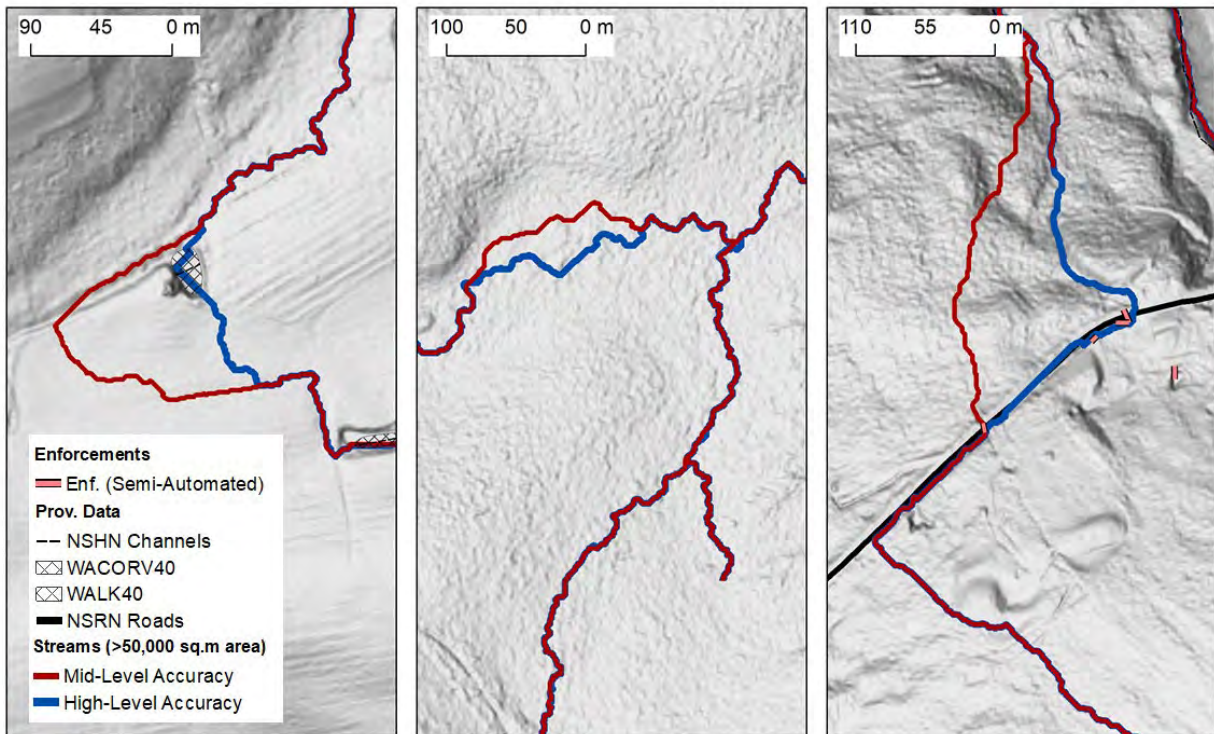 90 45 0 m
100 50 0 m
110 55 0 m
Enforcements
Enf. (Semi-Automated)
Prov. Data
NSHN Channels
WACORV40
WALK40
NSRN Roads
Streams (>50,000 sq.m area)
Mid-Level Accuracy
High-Level Accuracy